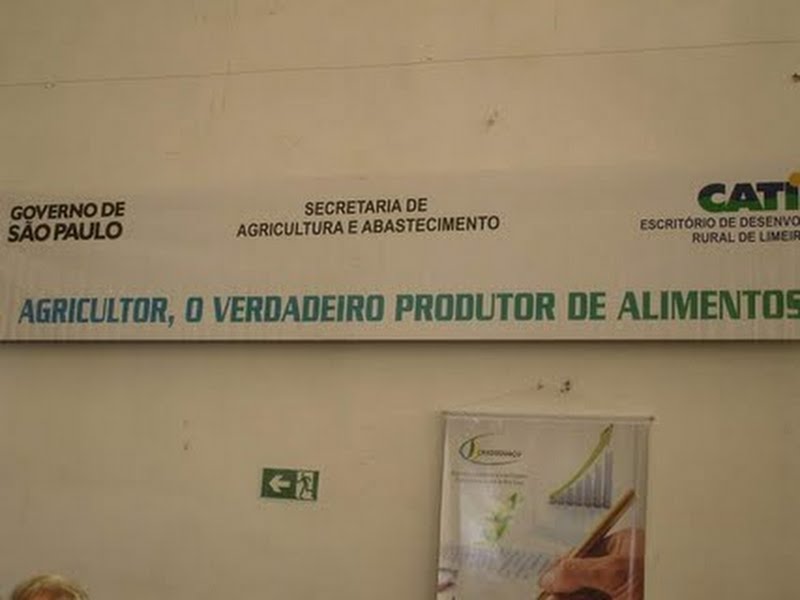 GOVERNO DE
SÃO PAULO
SECRETARIA DE
AGRICULTURA E ABASTECIMENTO
CATI
ESCRITÓRIO DE DESENVO
RURAL DE LIMEIR
AGRICULTOR, O VERDADEIRO PRODUTOR DE ALIMENTOS